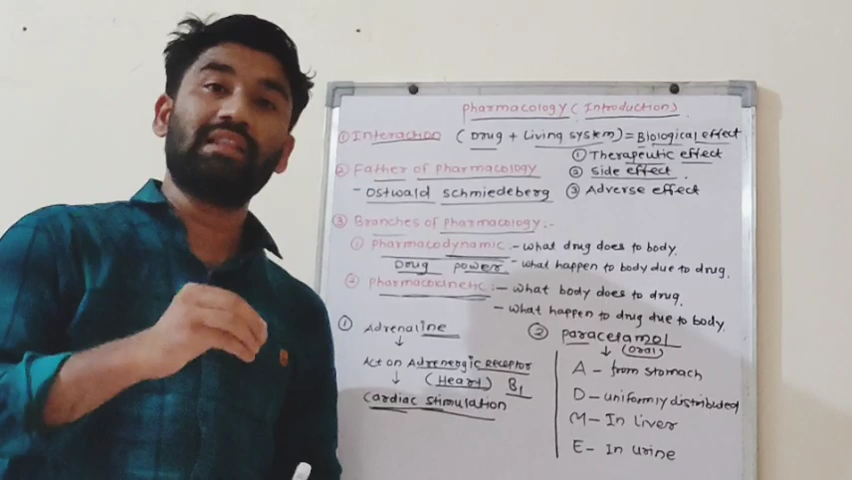 Pharmacology (Introduction)
① Interaction (Drug + Living system) = Biological effect
① Therapeutic effect
② Side effect
③ Adverse effect
② Father of pharmacology
- Ostwald Schmiedeberg
③ Branches of pharmacology :-
① Pharmacodynamic :- what drug does to body.
Drug power - what happen to body due to drug.
② Pharmacokinetic :- what body does to drug.
- what happen to drug due to body.
① Adrenaline
↓
Act on Adrenergic receptor
↓ (Heart) B1
Cardiac stimulation
② Paracetamol
↓ (oral)
A - from stomach
D - uniformly distributed
M - In liver
E - In urine